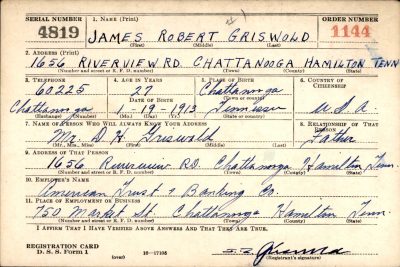 SERIAL NUMBER 1. NAME (Print) ORDER NUMBER
4819 JAMES ROBERT GRISWOLD 1144
(First) (Middle) (Last)
2. ADDRESS (Print)
1656 RIVERVIEW RD. CHATTANOOGA HAMILTON TENN
(Number and street or R. F. D. number) (Town) (County) (State)
3. TELEPHONE 4. AGE IN YEARS 5. PLACE OF BIRTH 6. COUNTRY OF CITIZENSHIP
60225 27 Chattanooga
DATE OF BIRTH (Town or county)
Chattanooga 1-19-1913 Tennessee U.S.A.
(Exchange) (Number) (Mo.) (Day) (Yr.) (State or country)
7. NAME OF PERSON WHO WILL ALWAYS KNOW YOUR ADDRESS 8. RELATIONSHIP OF THAT PERSON
Mr. D. H. Griswold Father
(Mr., Mrs., Miss) (First) (Middle) (Last)
9. ADDRESS OF THAT PERSON
1656 Riverview RD. Chattanooga Hamilton Tenn.
(Number and street or R. F. D. number) (Town) (County) (State)
10. EMPLOYER'S NAME
American Trust & Banking Co.
11. PLACE OF EMPLOYMENT OR BUSINESS
750 Market St. Chattanooga Hamilton Tenn.
(Number and street or R. F. D. number) (Town) (County) (State)
I AFFIRM THAT I HAVE VERIFIED ABOVE ANSWERS AND THAT THEY ARE TRUE.
REGISTRATION CARD
D. S. S. Form 1 (over) 16—17105 (Registrant's signature)